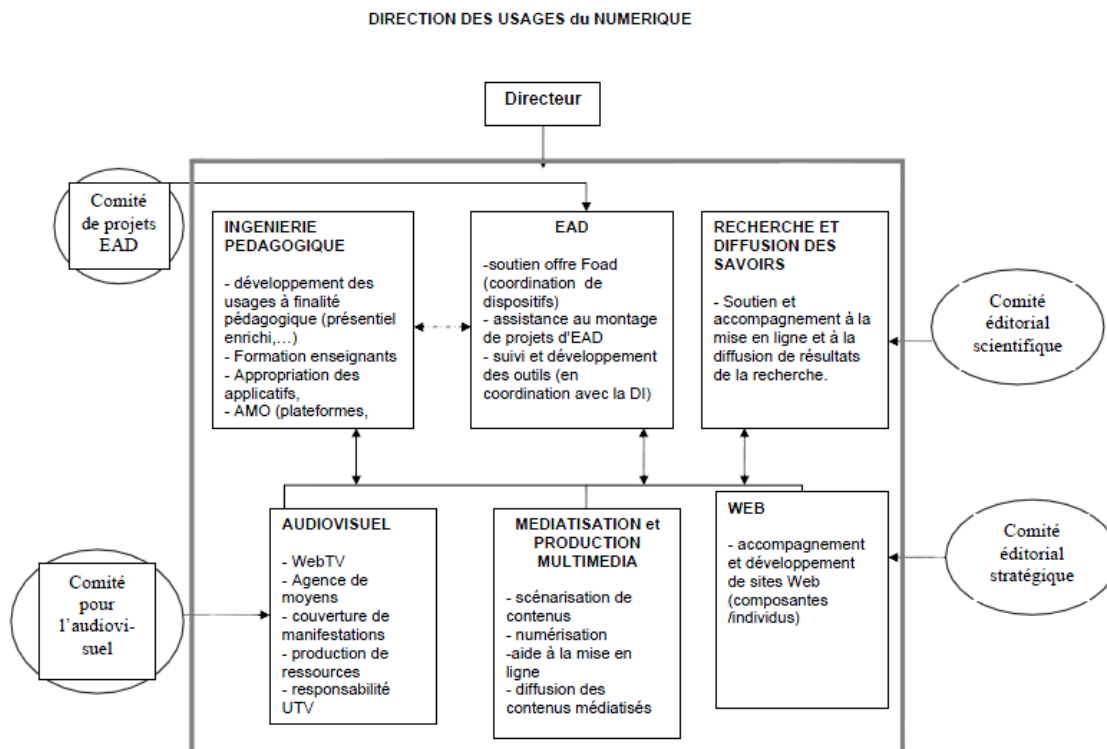 DIRECTION DES USAGES du NUMERIQUE
Directeur
Comité
de projets
EAD
INGENIERIE
PEDAGOGIQUE
- développement des
usages à finalité
pédagogique (présentiel
enrichi,…)
- Formation enseignants
- Appropriation des
applicatifs,
- AMO (plateformes,
EAD
-soutien offre Foad
(coordination de
dispositifs)
- assistance au montage
de projets d'EAD
- suivi et développement
des outils (en
coordination avec la DI)
RECHERCHE ET
DIFFUSION DES
SAVOIRS
- Soutien et
accompagnement à la
mise en ligne et à la
diffusion de résultats
de la recherche.
Comité
éditorial
scientifique
Comité
pour
l'audiovi-
suel
AUDIOVISUEL
- WebTV
- Agence de
moyens
- couverture de
manifestations
- production de
ressources
- responsabilité
UTV
MEDIATISATION et
PRODUCTION
MULTIMEDIA
- scénarisation de
contenus
- numérisation
-aide à la mise en
ligne
- diffusion des
contenus médiatisés
WEB
- accompagnement
et développement
de sites Web
(composantes
/individus)
Comité
éditorial
stratégique